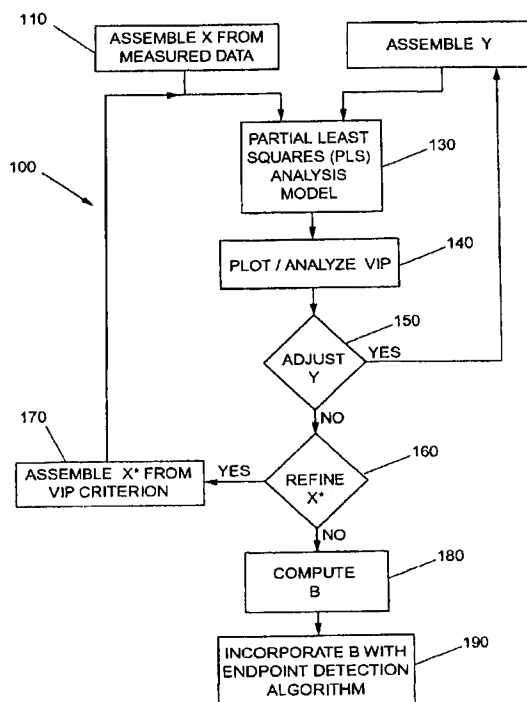 110
ASSEMBLE X FROM
MEASURED DATA
ASSEMBLE Y
100
PARTIAL LEAST
SQUARES (PLS)
ANALYSIS
MODEL
130
PLOT / ANALYZE VIP
140
ADJUST
Y
150
YES
NO
170
ASSEMBLE X* FROM
VIP CRITERION
YES
REFINE
X*
160
NO
COMPUTE
B
180
INCORPORATE B WITH
ENDPOINT DETECTION
ALGORITHM
190